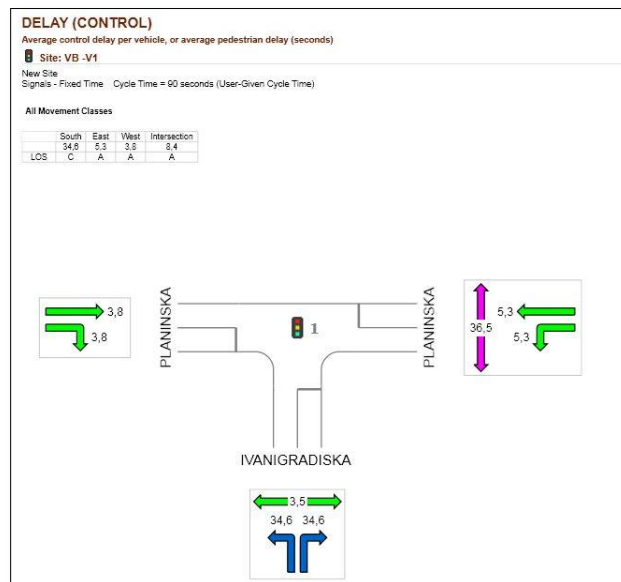 DELAY (CONTROL)
Average control delay per vehicle, or average pedestrian delay (seconds)
Site: VB -V1
New Site
Signals - Fixed Time Cycle Time = 90 seconds (User-Given Cycle Time)
All Movement Classes
South East West Intersection
34,6 5,3 3,8 8,4
LOS C A A A
3,8
3,8
PLANINSKA
1
PLANINSKA
36,5
5,3
5,3
IVANIGRADISKA
3,5
34,6 34,6